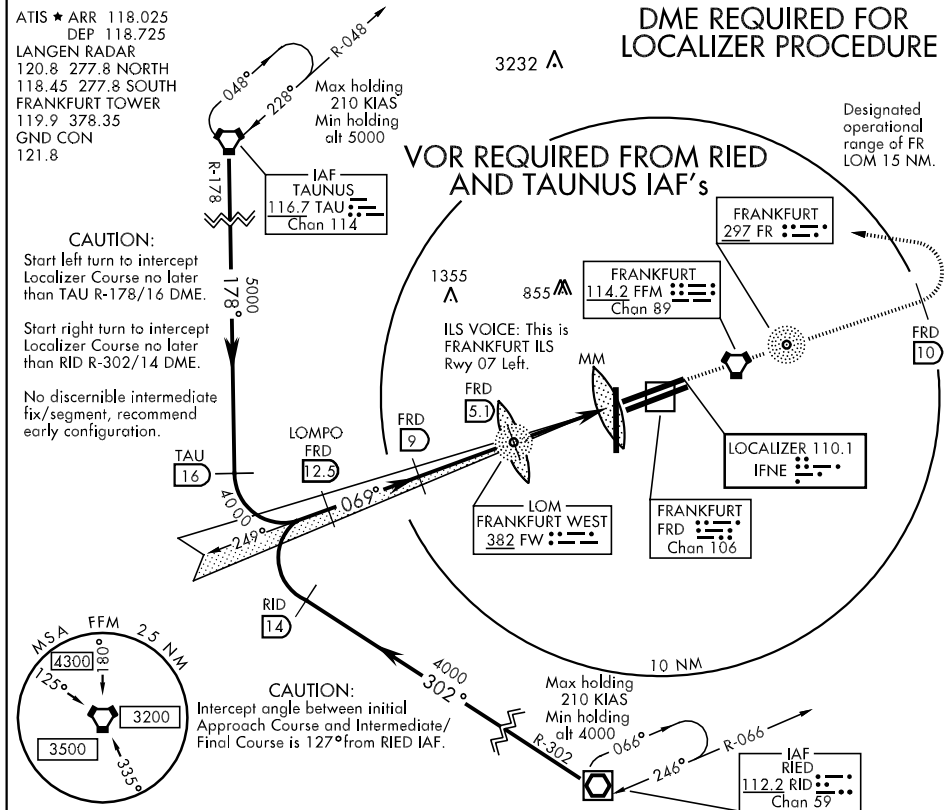 ATIS ★ ARR 118.025
DEP 118.725
LANGEN RADAR
120.8 277.8 NORTH
118.45 277.8 SOUTH
FRANKFURT TOWER
119.9 378.35
GND CON
121.8
DME REQUIRED FOR
LOCALIZER PROCEDURE
3232
048°
228°
R-048
Max holding
210 KIAS
Min holding
alt 5000
Designated
operational
range of FR
LOM 15 NM.
VOR REQUIRED FROM RIED
AND TAUNUS IAF's
R-178
IAF
TAUNUS
116.7 TAU
Chan 114
FRANKFURT
297 FR
CAUTION:
Start left turn to intercept
Localizer Course no later
than TAU R-178/16 DME.
Start right turn to intercept
Localizer Course no later
than RID R-302/14 DME.
No discernible intermediate
fix/segment, recommend
early configuration.
5000
178°
1355
855
FRANKFURT
114.2 FFM
Chan 89
ILS VOICE: This is
FRANKFURT ILS
Rwy 07 Left.
MM
FRD
10
FRD
5.1
FRD
9
LOMPO
FRD
12.5
TAU
16
4000
249°
069°
LOCALIZER 110.1
IFNE
LOM
FRANKFURT WEST
382 FW
FRANKFURT
FRD
Chan 106
RID
14
10 NM
MSA FFM 25 NM
4300
180°
125°
3200
3500
335°
CAUTION:
Intercept angle between initial
Approach Course and Intermediate/
Final Course is 127° from RIED IAF.
4000
302°
R-302
Max holding
210 KIAS
Min holding
alt 4000
066°
246°
R-066
IAF
RIED
112.2 RID
Chan 59